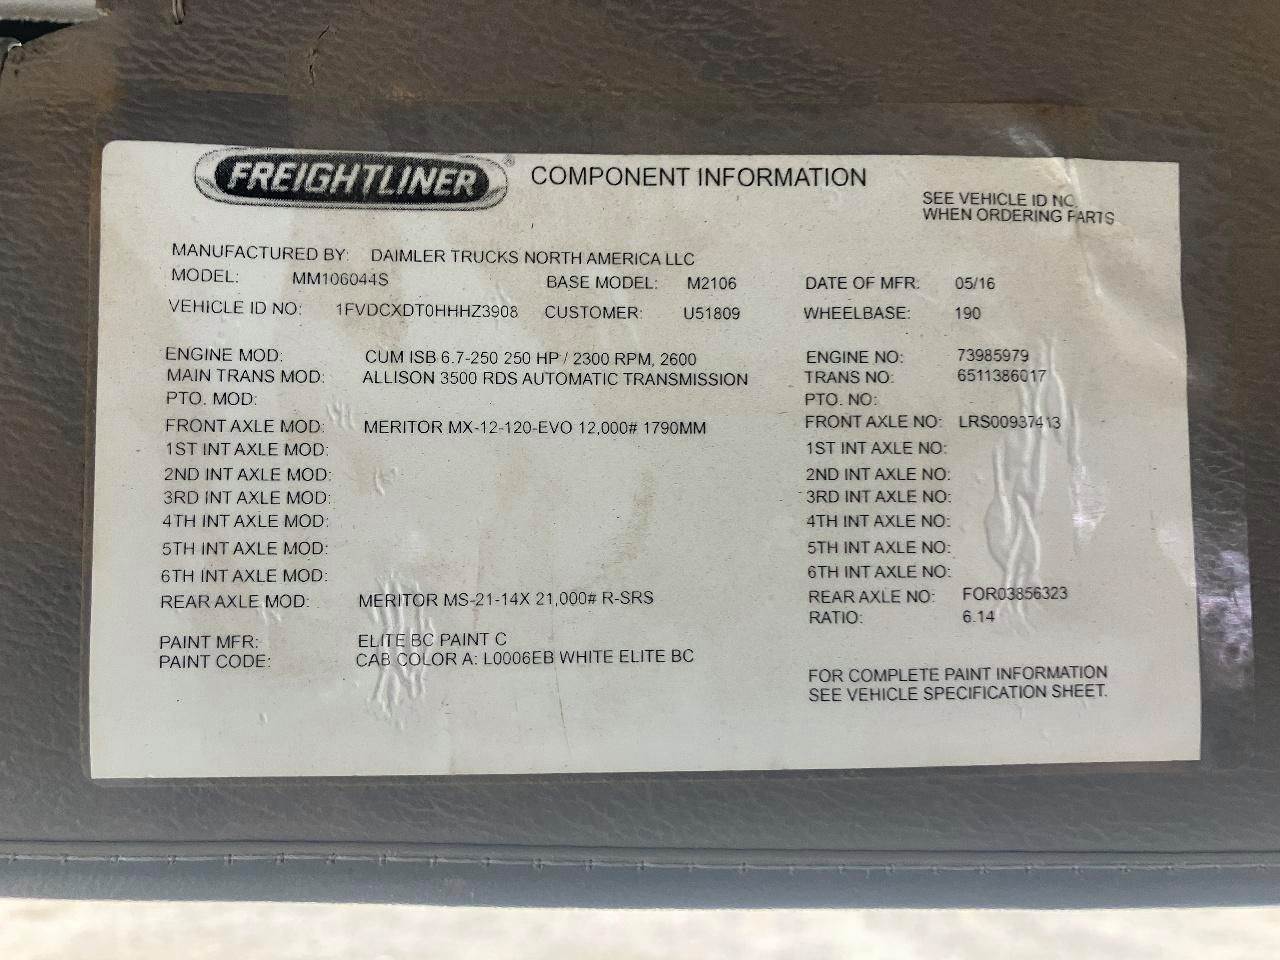 FREIGHTLINER® COMPONENT INFORMATION
SEE VEHICLE ID NO.
WHEN ORDERING PARTS
MANUFACTURED BY: DAIMLER TRUCKS NORTH AMERICA LLC
MODEL: MM106044S BASE MODEL: M2106 DATE OF MFR: 05/16
VEHICLE ID NO: 1FVDCXDT0HHHZ3908 CUSTOMER: U51809 WHEELBASE: 190
ENGINE MOD: CUM ISB 6.7-250 250 HP / 2300 RPM, 2600 ENGINE NO: 73985979
MAIN TRANS MOD: ALLISON 3500 RDS AUTOMATIC TRANSMISSION TRANS NO: 6511386017
PTO. MOD: PTO. NO:
FRONT AXLE MOD: MERITOR MX-12-120-EVO 12,000# 1790MM FRONT AXLE NO: LRS00937413
1ST INT AXLE MOD: 1ST INT AXLE NO:
2ND INT AXLE MOD: 2ND INT AXLE NO:
3RD INT AXLE MOD: 3RD INT AXLE NO:
4TH INT AXLE MOD: 4TH INT AXLE NO:
5TH INT AXLE MOD: 5TH INT AXLE NO:
6TH INT AXLE MOD: 6TH INT AXLE NO:
REAR AXLE MOD: MERITOR MS-21-14X 21,000# R-SRS REAR AXLE NO: FOR03856323
RATIO: 6.14
PAINT MFR: ELITE BC PAINT C
PAINT CODE: CAB COLOR A: L0006EB WHITE ELITE BC
FOR COMPLETE PAINT INFORMATION
SEE VEHICLE SPECIFICATION SHEET.